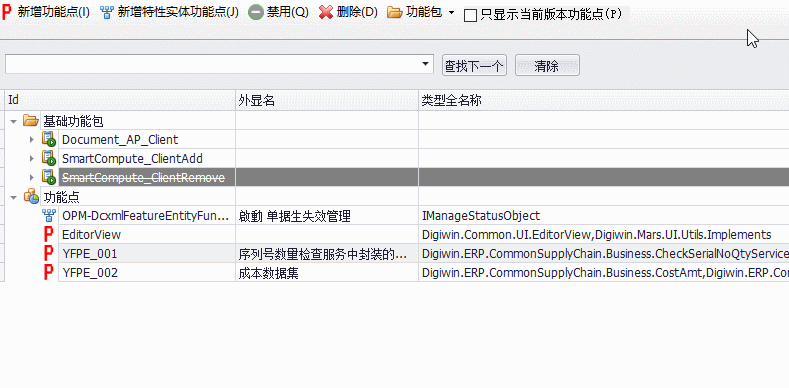 新增功能点(I) 新增特性实体功能点(J) 禁用(Q) 删除(D) 功能包 只显示当前版本功能点(P)
查找下一个 清除
Id 外显名 类型全名称
基础功能包
Document_AP_Client
SmartCompute_ClientAdd
SmartCompute_ClientRemove
功能点
OPM-DcxmlFeatureEntityFun... 啟動 单据生失效管理 IManageStatusObject
EditorView Digiwin.Common.UI.EditorView,Digiwin.Mars.UI.Utils.Implements
YFPE_001 序列号数量检查服务中封装的... Digiwin.ERP.CommonSupplyChain.Business.CheckSerialNoQtyService
YFPE_002 成本数据集 Digiwin.ERP.CommonSupplyChain.Business.CostAmt,Digiwin.ERP.Co